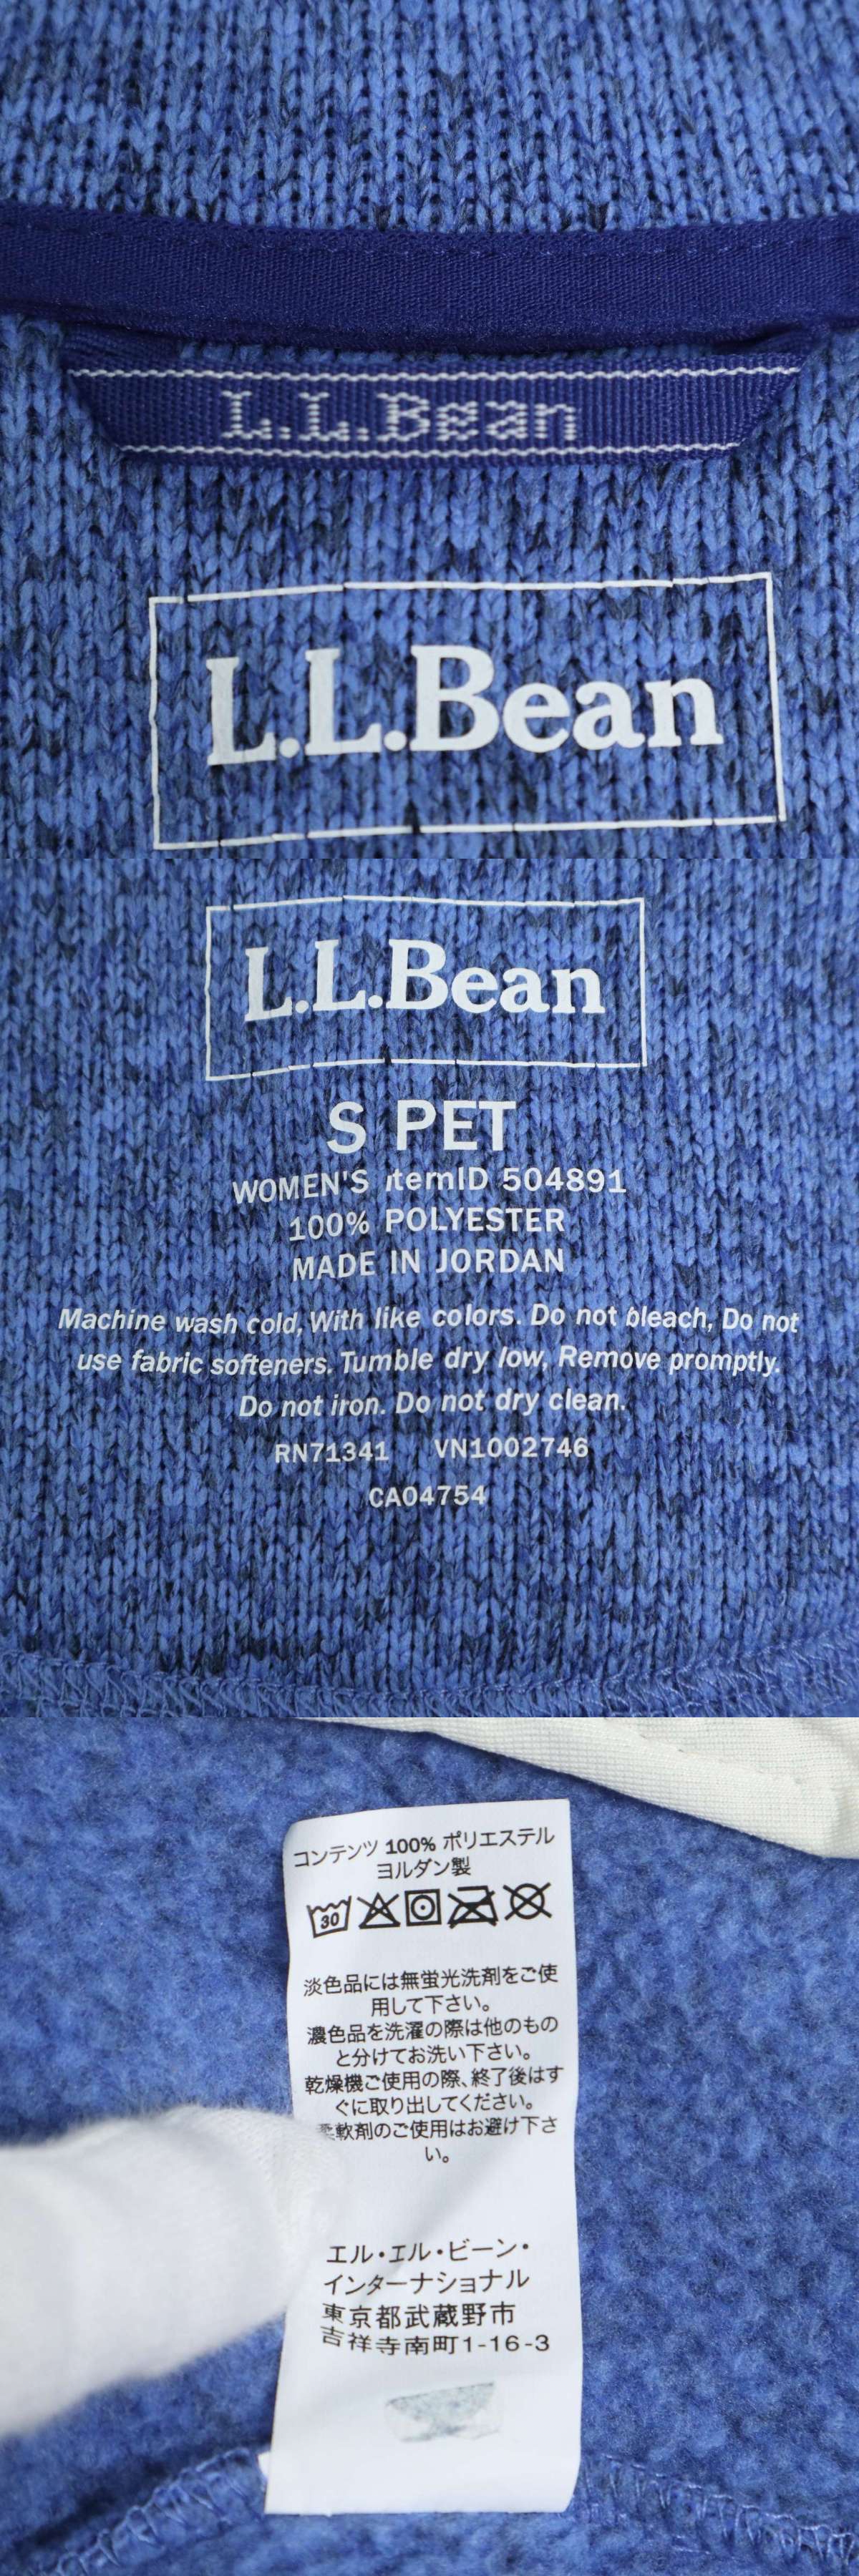 L.L.Bean
L.L.Bean
L.L.Bean
S PET
WOMEN'S itemID 504891
100% POLYESTER
MADE IN JORDAN
Machine wash cold, With like colors. Do not bleach, Do not
use fabric softeners. Tumble dry low, Remove promptly.
Do not iron. Do not dry clean.
RN71341 VN1002746
CA04754
コンテンツ 100% ポリエステル
ヨルダン製
30
淡色品には無蛍光洗剤をご使
用して下さい。
濃色品を洗濯の際は他のもの
と分けてお洗い下さい。
乾燥機ご使用の際、終了後はす
ぐに取り出してください。
柔軟剤のご使用はお避け下さ
い。
エル・エル・ビーン・
インターナショナル
東京都武蔵野市
吉祥寺南町1-16-3